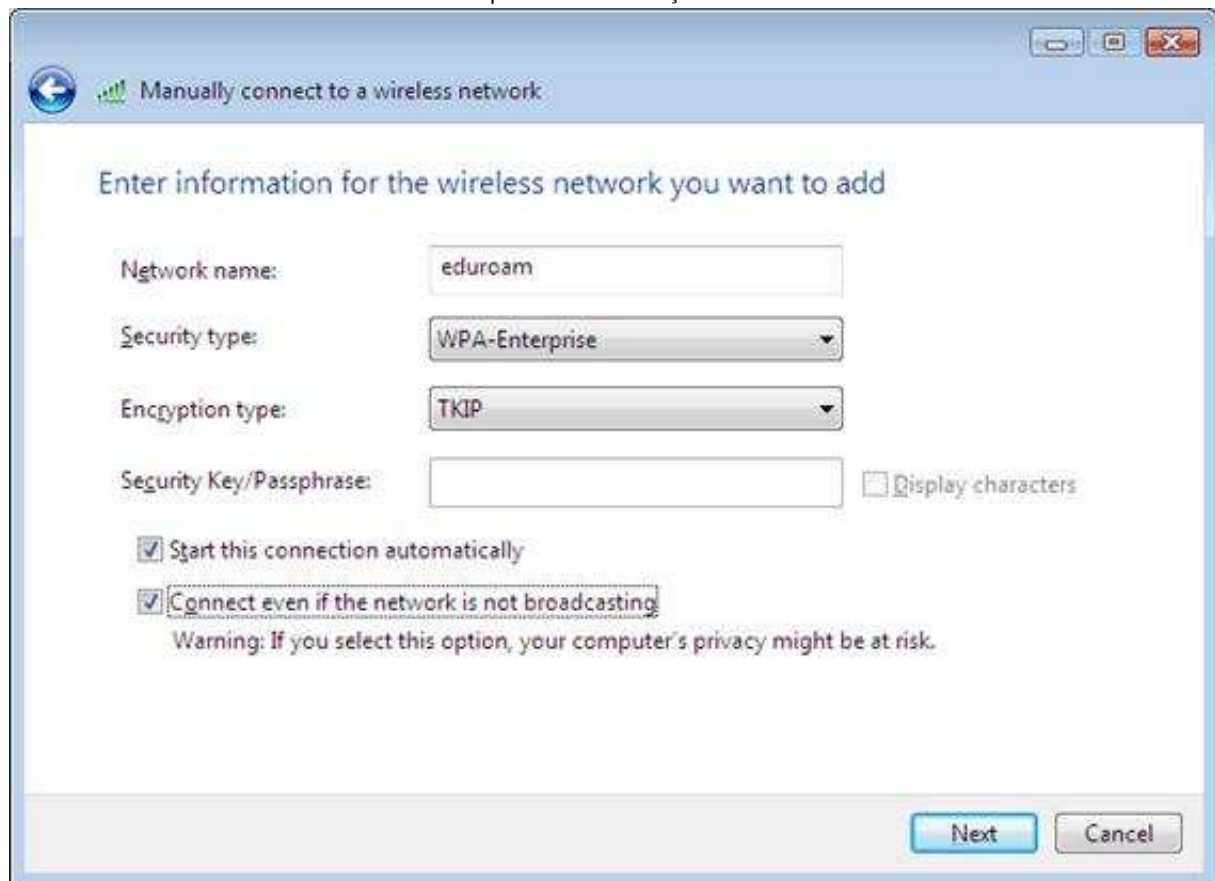 Manually connect to a wireless network
Enter information for the wireless network you want to add
Network name: eduroam
Security type: WPA-Enterprise
Encryption type: TKIP
Security Key/Passphrase: Display characters
Start this connection automatically
Connect even if the network is not broadcasting
Warning: If you select this option, your computer's privacy might be at risk.
Next Cancel